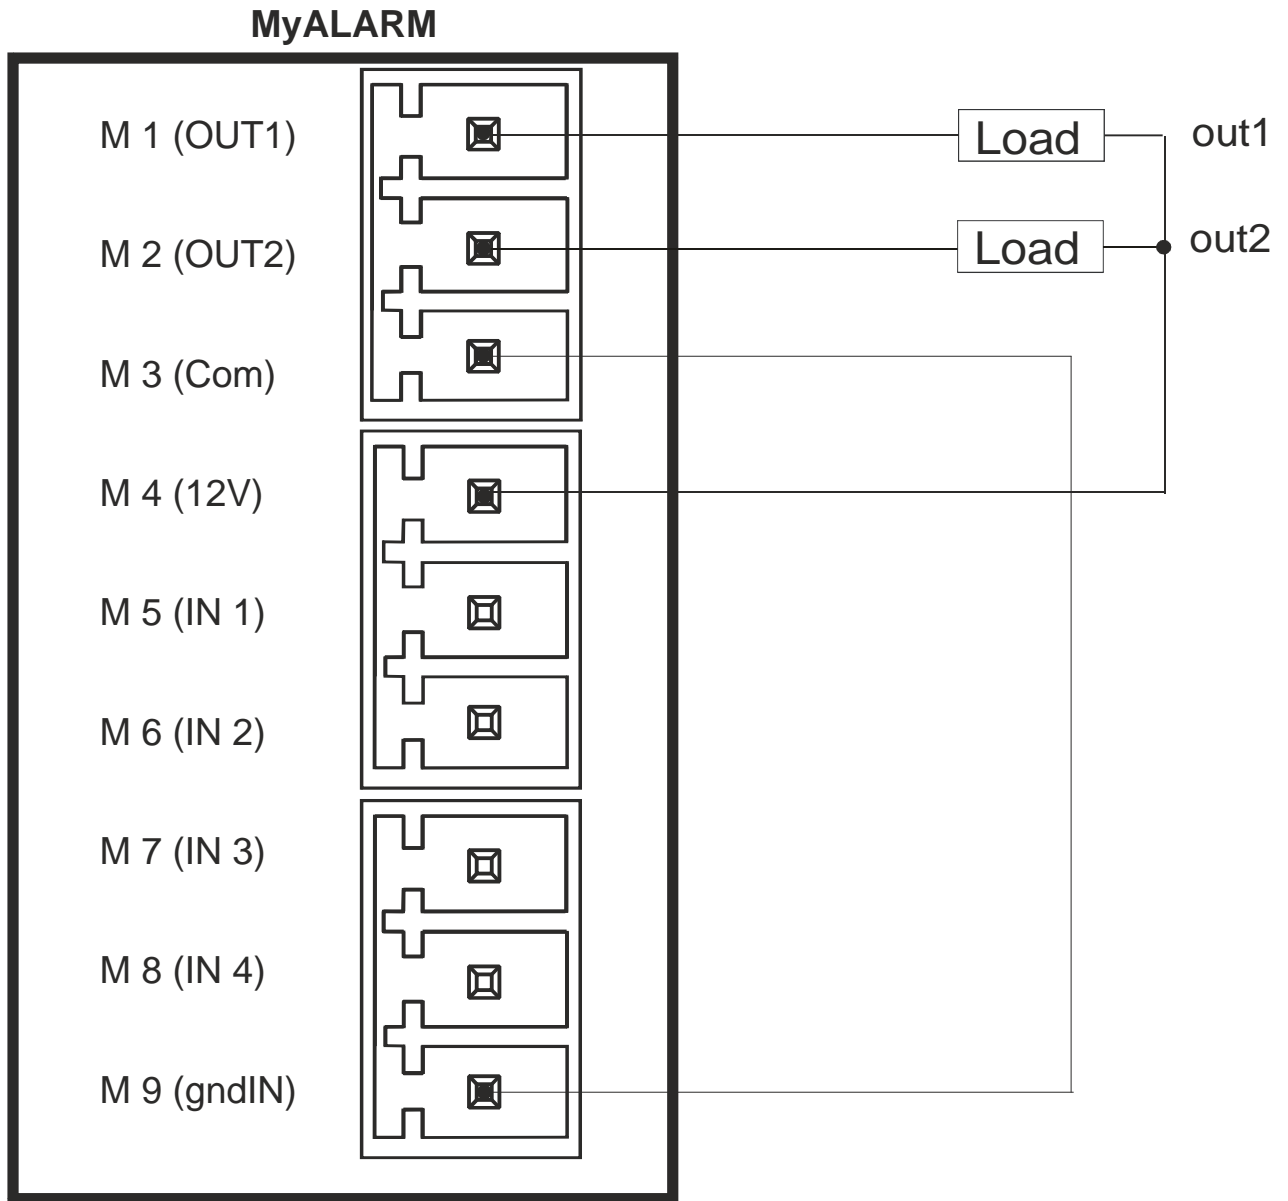 MyALARM
M 1 (OUT1)
Load
out1
M 2 (OUT2)
Load
out2
M 3 (Com)
M 4 (12V)
M 5 (IN 1)
M 6 (IN 2)
M 7 (IN 3)
M 8 (IN 4)
M 9 (gndIN)